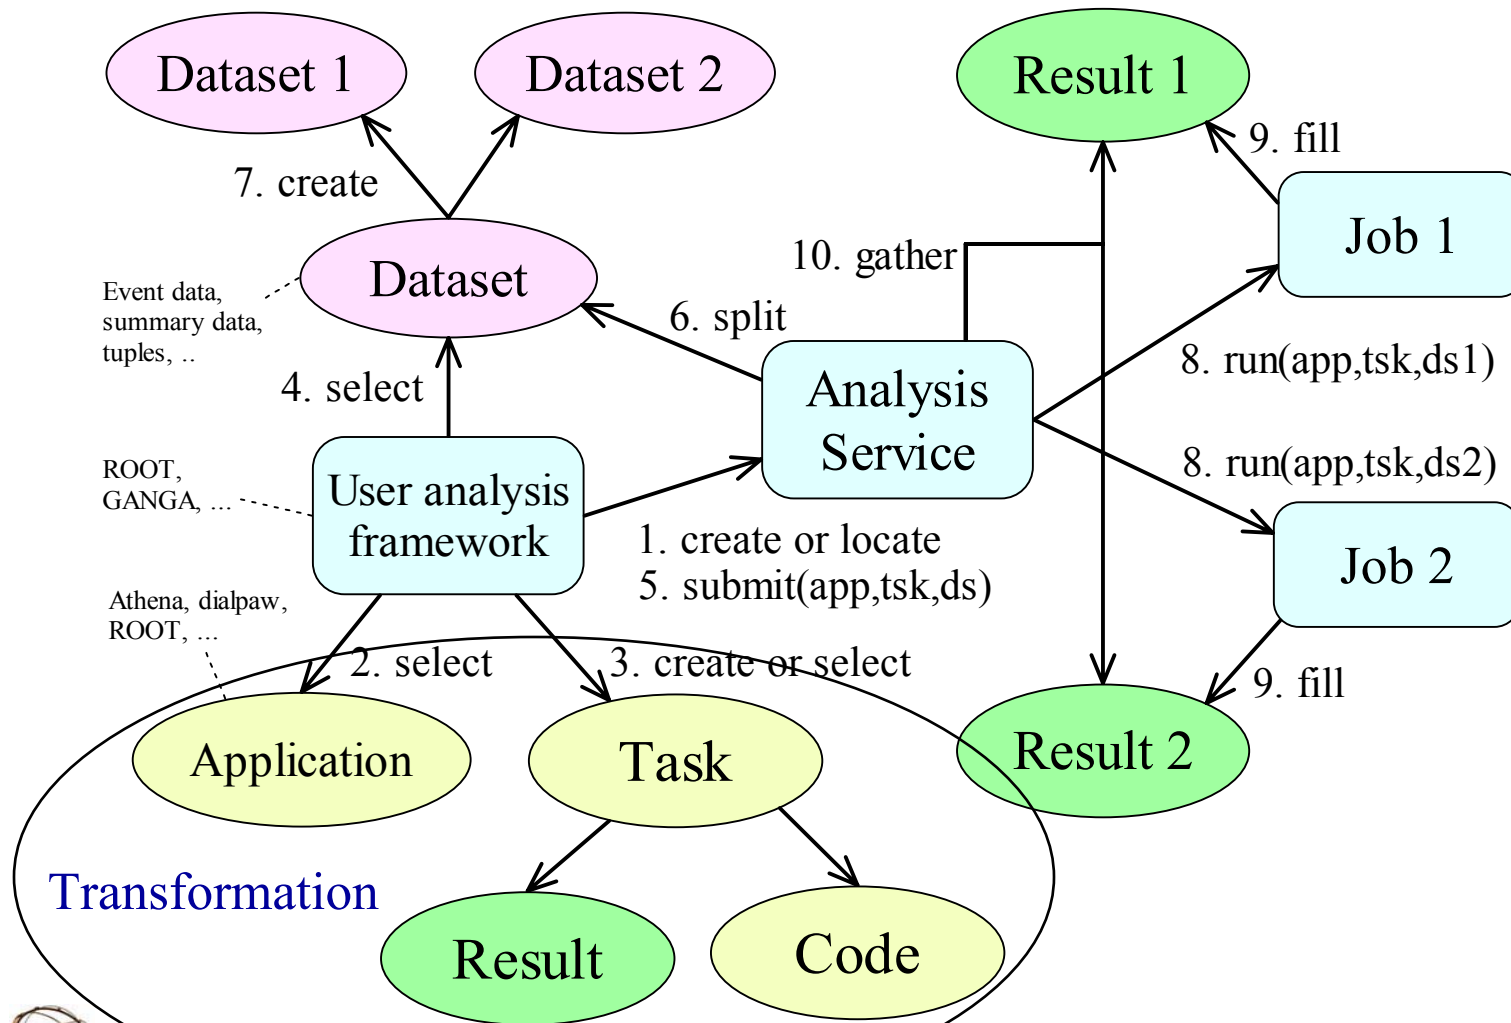 Dataset 1
Dataset 2
Result 1
9. fill
7. create
Job 1
10. gather
Dataset
Event data,
summary data,
tuples, ..
6. split
8. run(app,tsk,ds1)
4. select
Analysis
Service
ROOT,
GANGA, ...
User analysis
framework
8. run(app,tsk,ds2)
1. create or locate
5. submit(app,tsk,ds)
Job 2
Athena, dialpaw,
ROOT, ...
2. select
3. create or select
9. fill
Application
Task
Result 2
Transformation
Result
Code